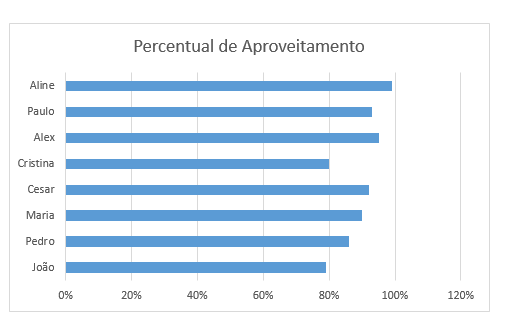 Percentual de Aproveitamento
Aline
Paulo
Alex
Cristina
Cesar
Maria
Pedro
João
0% 20% 40% 60% 80% 100% 120%